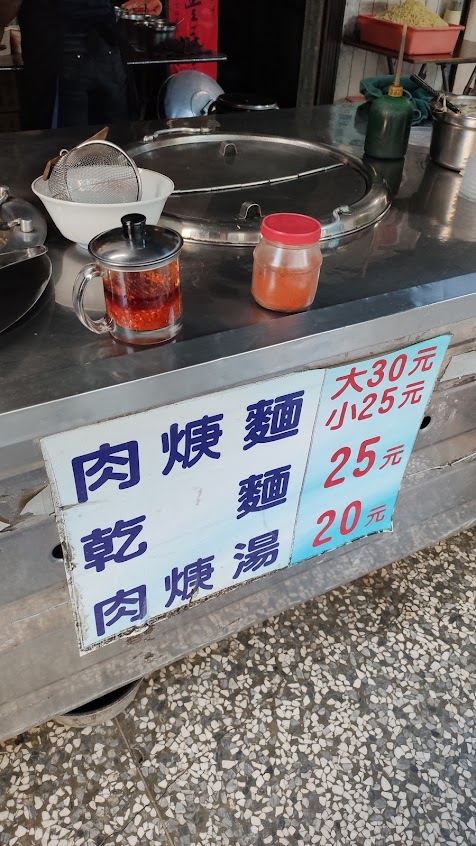 肉焿麵 大30元
小25元
乾麵 25元
肉焿湯 20元